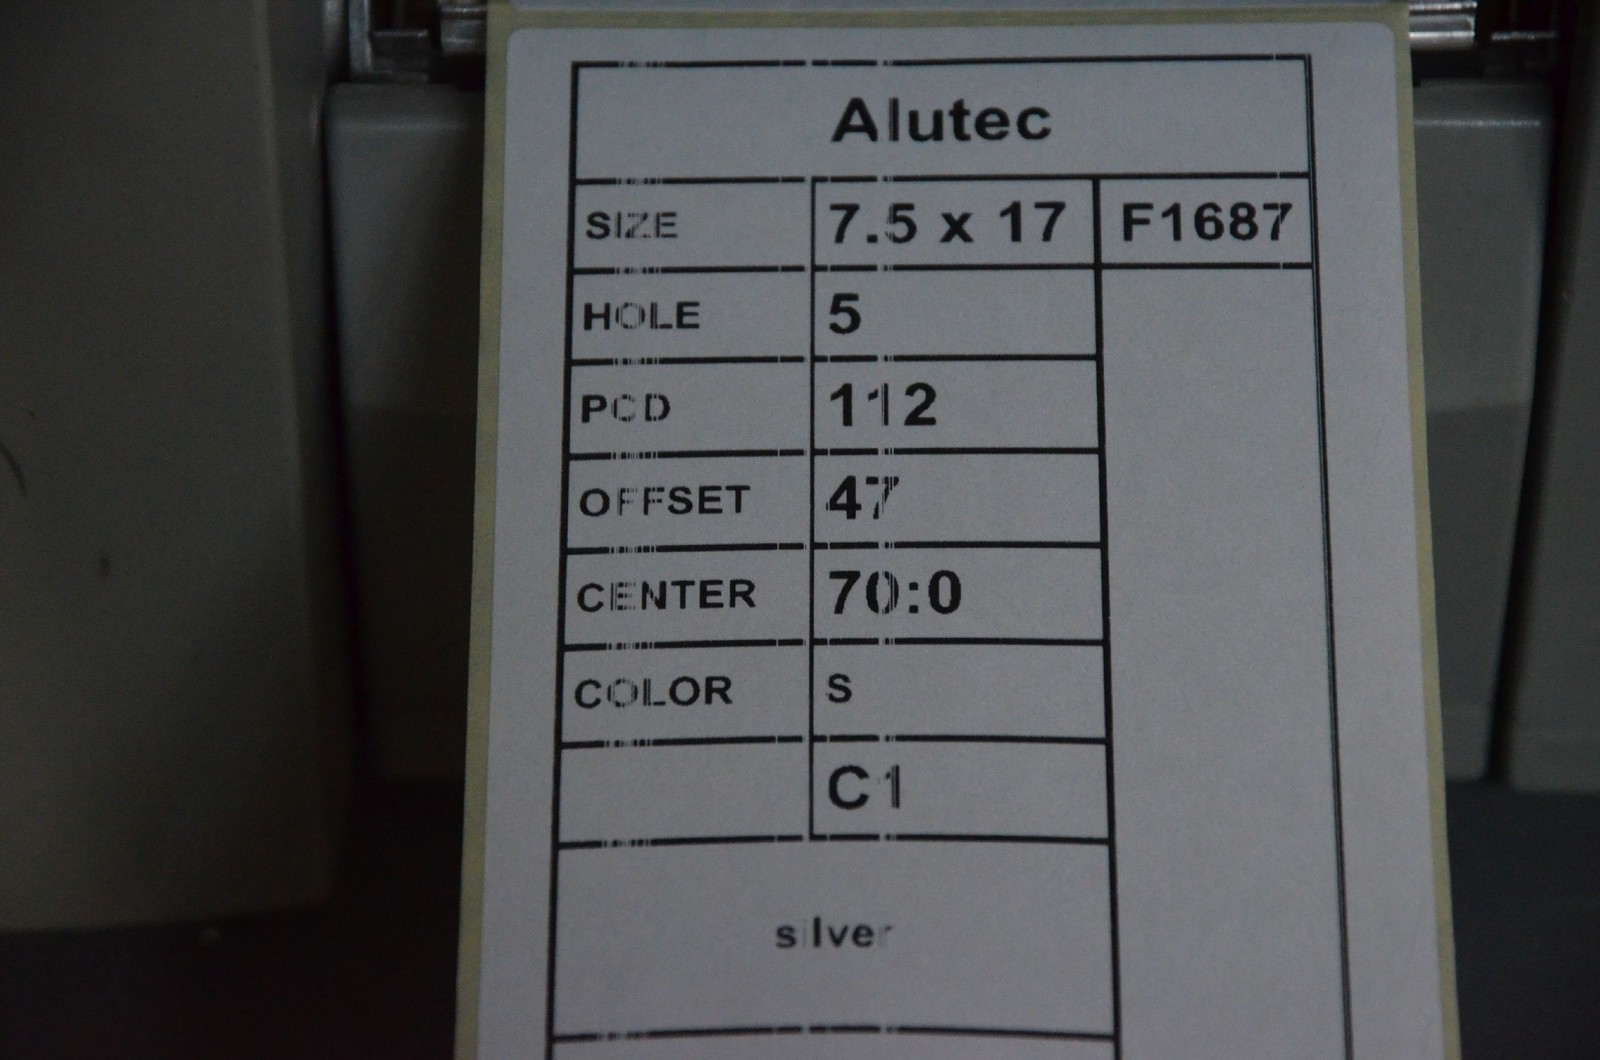 Alutec
SIZE 7.5 x 17 F1687
HOLE 5
PCD 112
OFFSET 47
CENTER 70:0
COLOR S
C1
silver